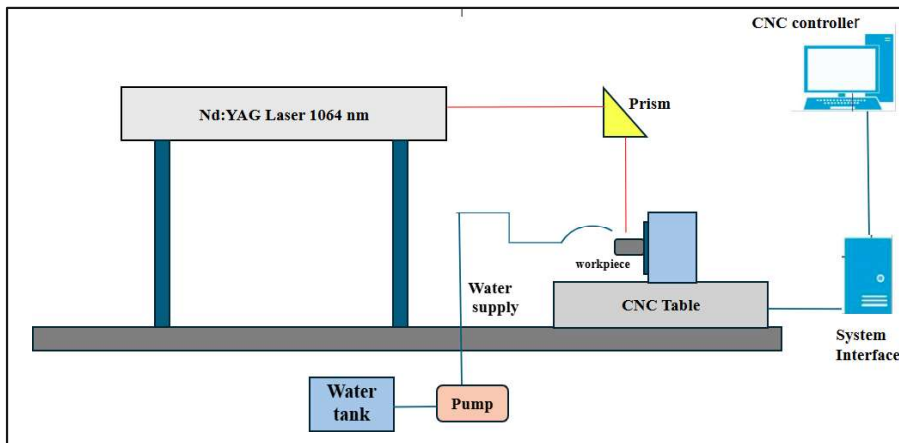 CNC controller
Nd:YAG Laser 1064 nm
Prism
workpiece
Water
supply
CNC Table
System
Interface
Water
tank
Pump